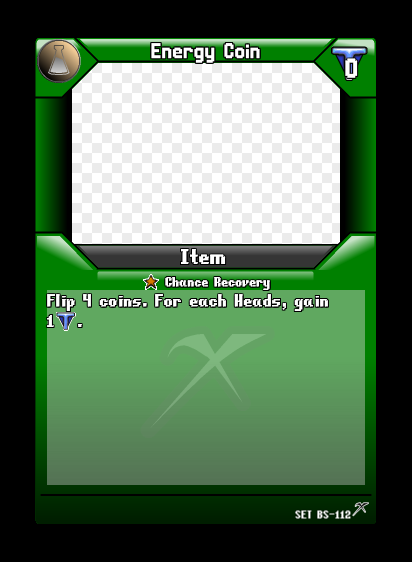 Energy Coin
0
Item
Chance Recovery
Flip 4 coins. For each Heads, gain
1 .
SET BS-112